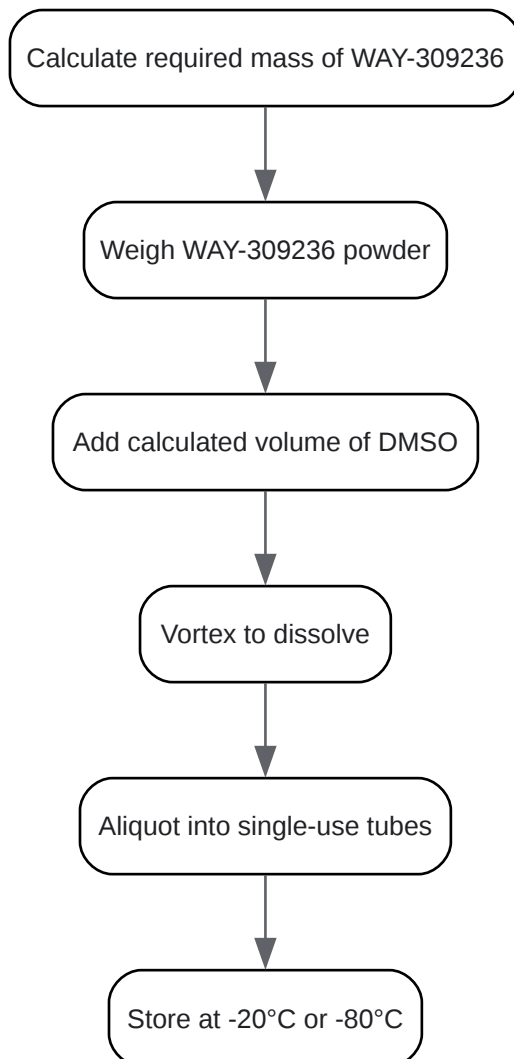 Calculate required mass of WAY-309236
Weigh WAY-309236 powder
Add calculated volume of DMSO
Vortex to dissolve
Aliquot into single-use tubes
Store at -20°C or -80°C